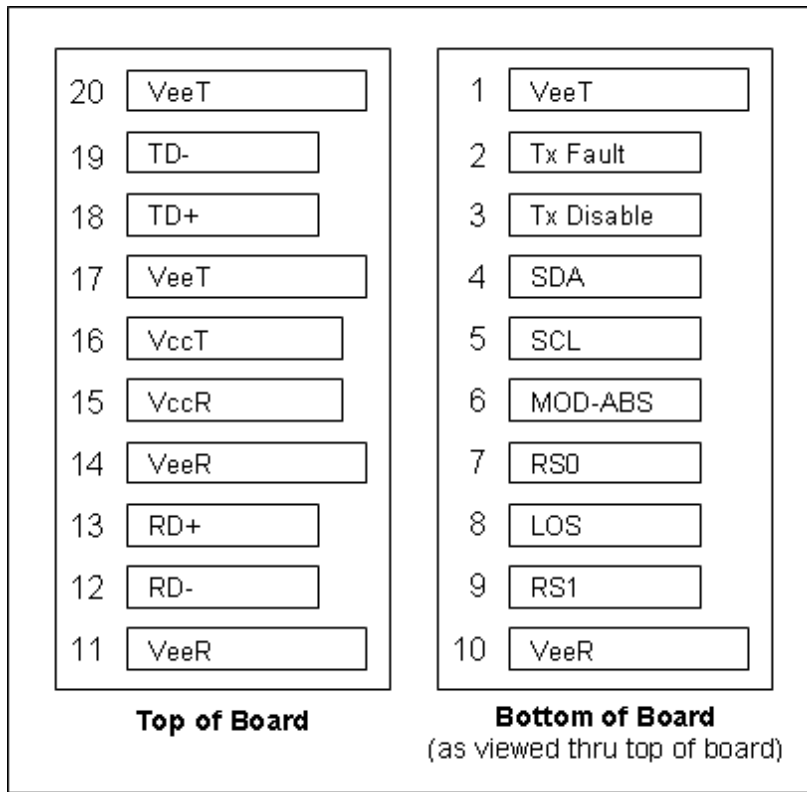 20 VeeT
19 TD-
18 TD+
17 VeeT
16 VccT
15 VccR
14 VeeR
13 RD+
12 RD-
11 VeeR
Top of Board
1 VeeT
2 Tx Fault
3 Tx Disable
4 SDA
5 SCL
6 MOD-ABS
7 RS0
8 LOS
9 RS1
10 VeeR
Bottom of Board
(as viewed thru top of board)